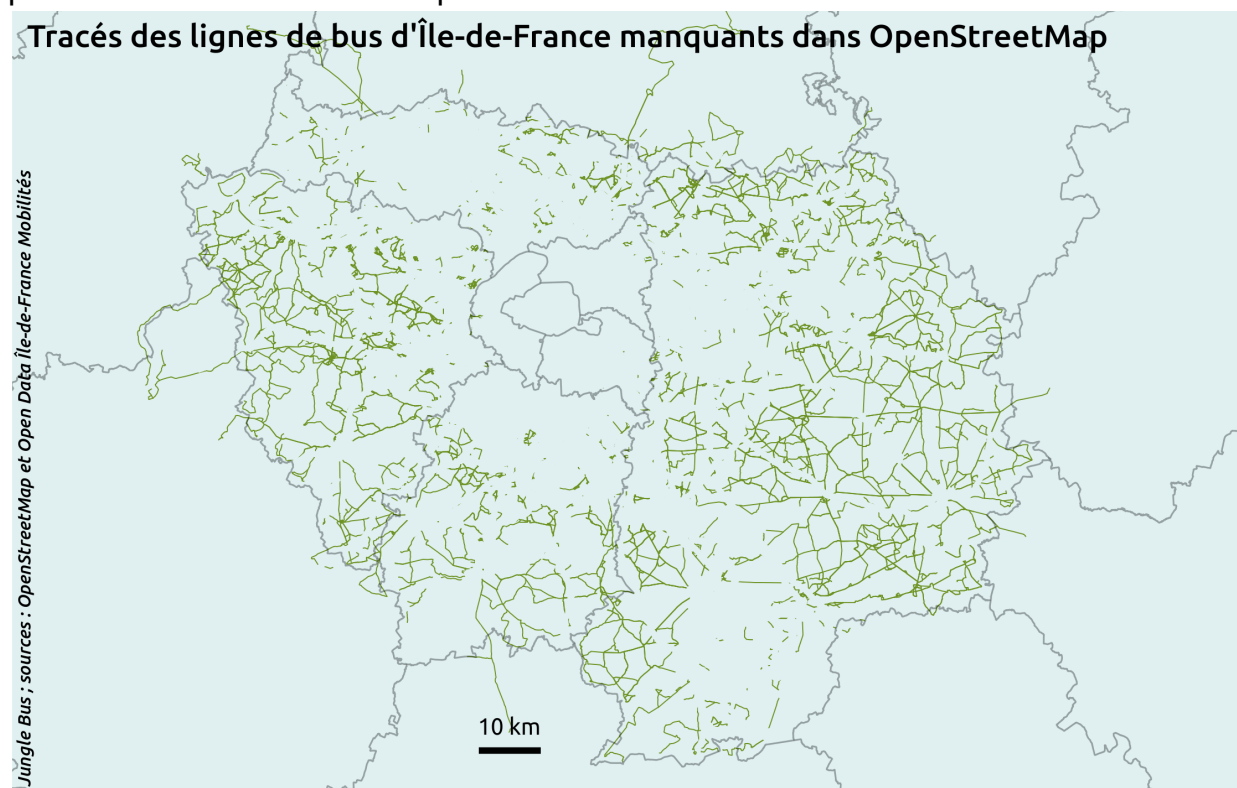 Tracés des lignes de bus d'Île-de-France manquants dans OpenStreetMap
Jungle Bus ; sources : OpenStreetMap et Open Data Île-de-France Mobilités
10 km